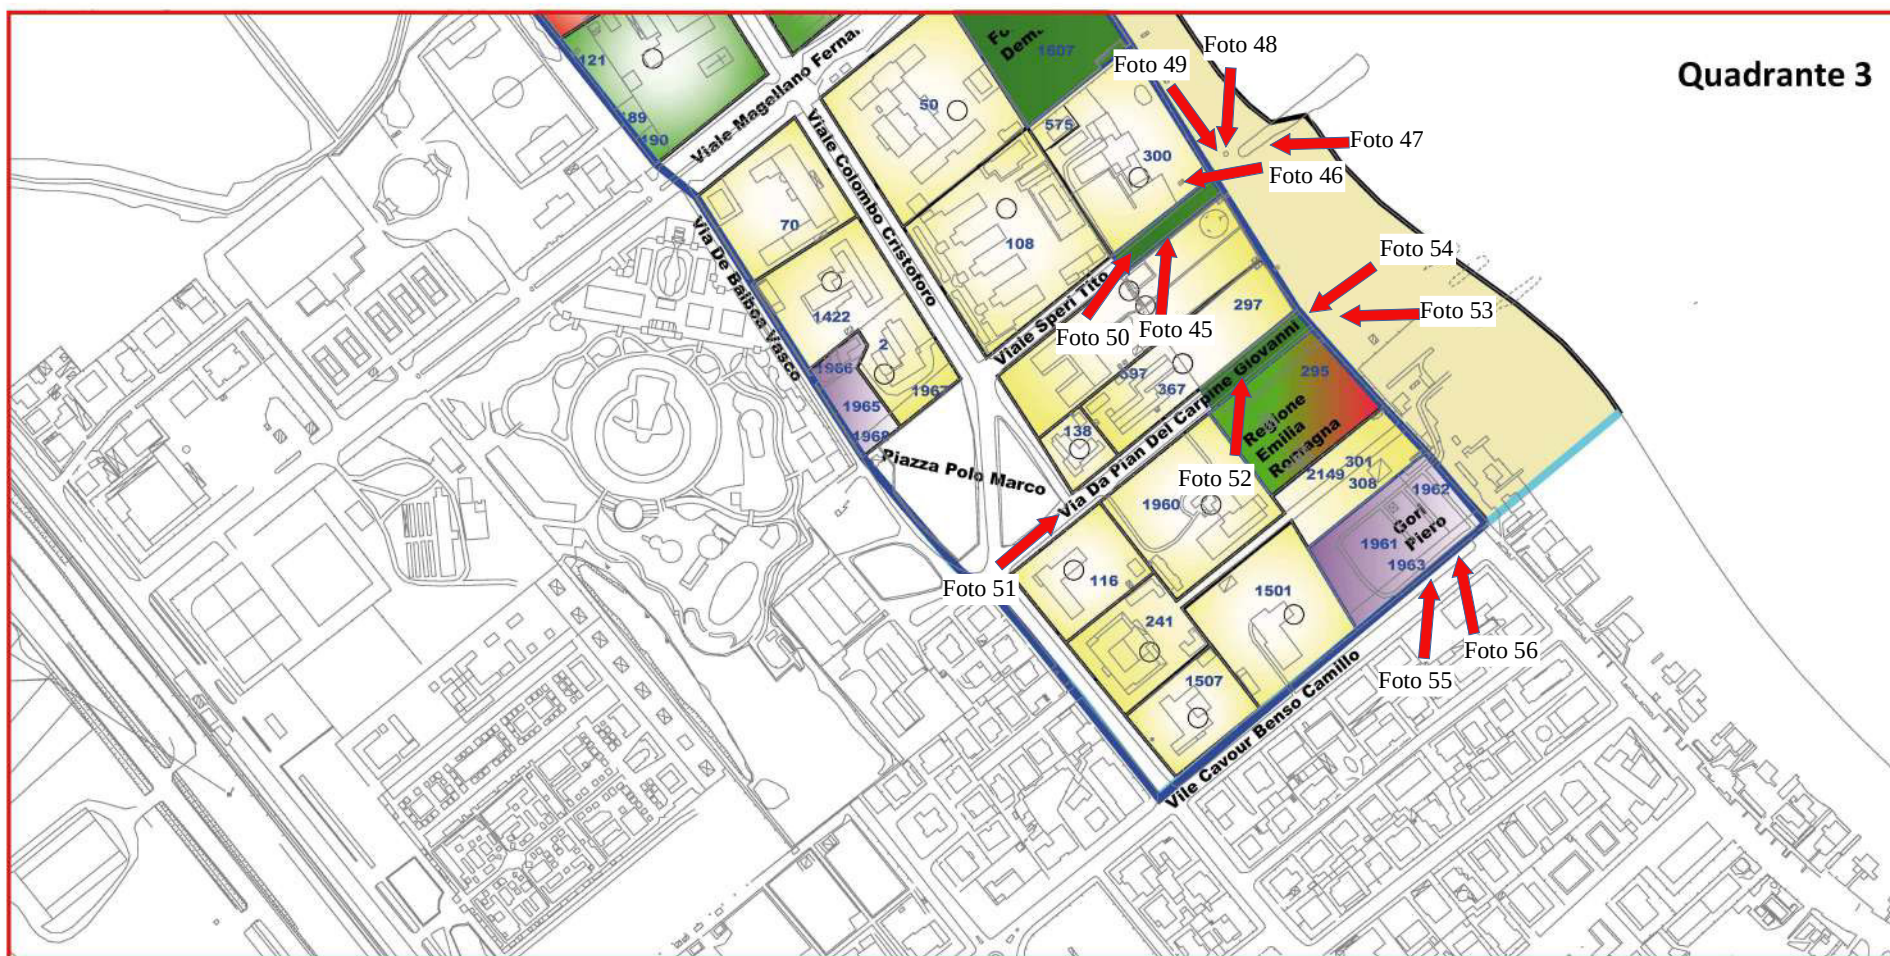 Quadrante 3
Foto 48
Foto 49
Foto 47
Foto 46
Foto 54
Foto 53
Foto 50
Foto 45
Foto 52
Foto 51
Foto 56
Foto 55
121
189
190
Viale Magellano
1607
50
575
300
Viale Colombo Cristoforo
70
108
Via De Balboa Vasco
1422
2
1966
1967
1965
1968
Viale Speri Tito
297
597
367
138
Piazza Polo Marco
Via Da Pian Del Carpine Giovanni
295
Regione
Emilia
Romagna
301
2149
308
1962
Gori
Piero
1961
1963
1960
116
241
1501
1507
Vile Cavour Benso Camillo